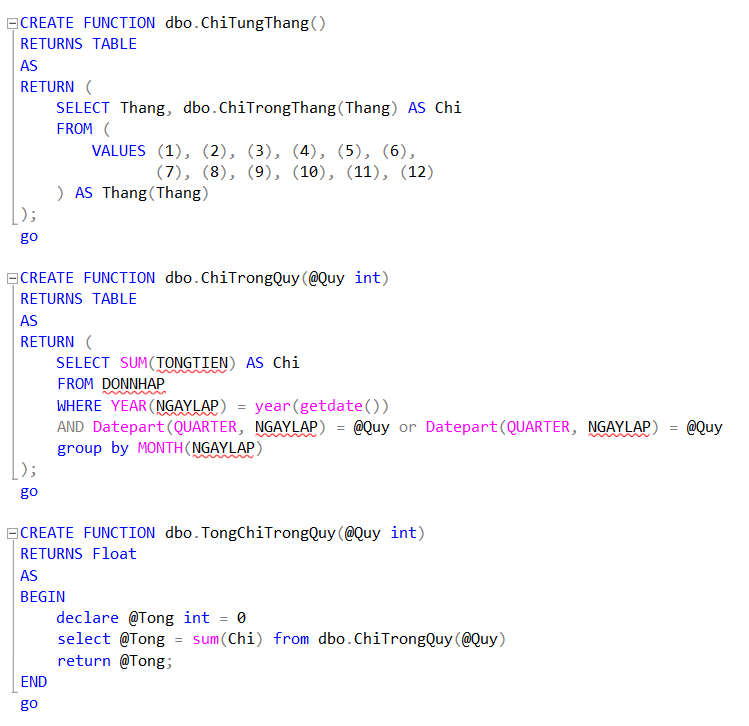 CREATE FUNCTION dbo.ChiTungThang()
RETURNS TABLE
AS
RETURN (
SELECT Thang, dbo.ChiTrongThang(Thang) AS Chi
FROM (
VALUES (1), (2), (3), (4), (5), (6),
(7), (8), (9), (10), (11), (12)
) AS Thang(Thang)
);
go
CREATE FUNCTION dbo.ChiTrongQuy(@Quy int)
RETURNS TABLE
AS
RETURN (
SELECT SUM(TONGTIEN) AS Chi
FROM DONNHAP
WHERE YEAR(NGAYLAP) = year(getdate())
AND Datepart(QUARTER, NGAYLAP) = @Quy or Datepart(QUARTER, NGAYLAP) = @Quy
group by MONTH(NGAYLAP)
);
go
CREATE FUNCTION dbo.TongChiTrongQuy(@Quy int)
RETURNS Float
AS
BEGIN
declare @Tong int = 0
select @Tong = sum(Chi) from dbo.ChiTrongQuy(@Quy)
return @Tong;
END
go